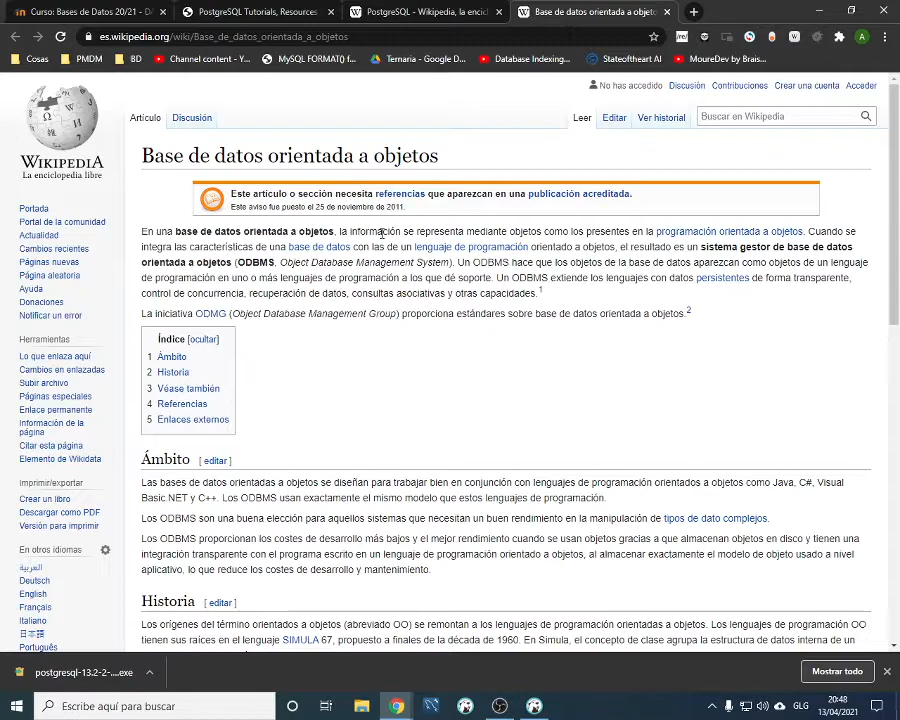 Curso: Base de Datos 20/21 - D
PostgreSQL Tutorials, Resources
PostgreSQL - Wikipedia, la enci
Base de datos orientada a objeto
es.wikipedia.org/wiki/Base_de_datos_orientada_a_objetos
Cosas
PMDM
BD
Channel content - Y...
MySQL FORMAT() f...
Ternaria - Google D...
Database Indexing...
Stateoftheart AI
MoureDev by Brais...
No has accedido Discusión Contribuciones Crear una cuenta Acceder
Artículo Discusión
Leer Editar Ver historial
Buscar en Wikipedia
WIKIPEDIA
La enciclopedia libre
Portada
Portal de la comunidad
Actualidad
Cambios recientes
Páginas nuevas
Página aleatoria
Ayuda
Donaciones
Notificar un error
Herramientas
Lo que enlaza aquí
Cambios en enlazadas
Subir archivo
Páginas especiales
Enlace permanente
Información de la
página
Citar esta página
Elemento de Wikidata
Imprimir/exportar
Crear un libro
Descargar como PDF
Versión para imprimir
En otros idiomas
العربية
Deutsch
English
Français
Italiano
日本語
Português
Base de datos orientada a objetos
Este artículo o sección necesita referencias que aparezcan en una publicación acreditada.
Este aviso fue puesto el 25 de noviembre de 2011.
En una base de datos orientada a objetos, la información se representa mediante objetos como los presentes en la programación orientada a objetos. Cuando se
integra las características de una base de datos con las de un lenguaje de programación orientado a objetos, el resultado es un sistema gestor de base de datos
orientada a objetos (ODBMS, Object Database Management System). Un ODBMS hace que los objetos de la base de datos aparezcan como objetos de un lenguaje
de programación en uno o más lenguajes de programación a los que dé soporte. Un ODBMS extiende los lenguajes con datos persistentes de forma transparente,
control de concurrencia, recuperación de datos, consultas asociativas y otras capacidades.1
La iniciativa ODMG (Object Database Management Group) proporciona estándares sobre base de datos orientada a objetos.2
Índice [ocultar]
1 Ámbito
2 Historia
3 Véase también
4 Referencias
5 Enlaces externos
Ámbito [ editar ]
Las bases de datos orientadas a objetos se diseñan para trabajar bien en conjunción con lenguajes de programación orientados a objetos como Java, C#, Visual
Basic.NET y C++. Los ODBMS usan exactamente el mismo modelo que estos lenguajes de programación.
Los ODBMS son una buena elección para aquellos sistemas que necesitan un buen rendimiento en la manipulación de tipos de dato complejos.
Los ODBMS proporcionan los costes de desarrollo más bajos y el mejor rendimiento cuando se usan objetos gracias a que almacenan objetos en disco y tienen una
integración transparente con el programa escrito en un lenguaje de programación orientado a objetos, al almacenar exactamente el modelo de objeto usado a nivel
aplicativo, lo que reduce los costes de desarrollo y mantenimiento.
Historia [ editar ]
Los orígenes del término orientados a objetos (abreviado OO) se remontan a los lenguajes de programación orientadas a objetos. Los lenguajes de programación OO
tienen sus raíces en el lenguaje SIMULA 67, propuesto a finales de la década de 1960. En Simula, el concepto de clase agrupa la estructura de datos interna de un
postgresql-13.2-2-....exe
Mostrar todo
Escribe aquí para buscar
GLG
20:48
13/04/2021